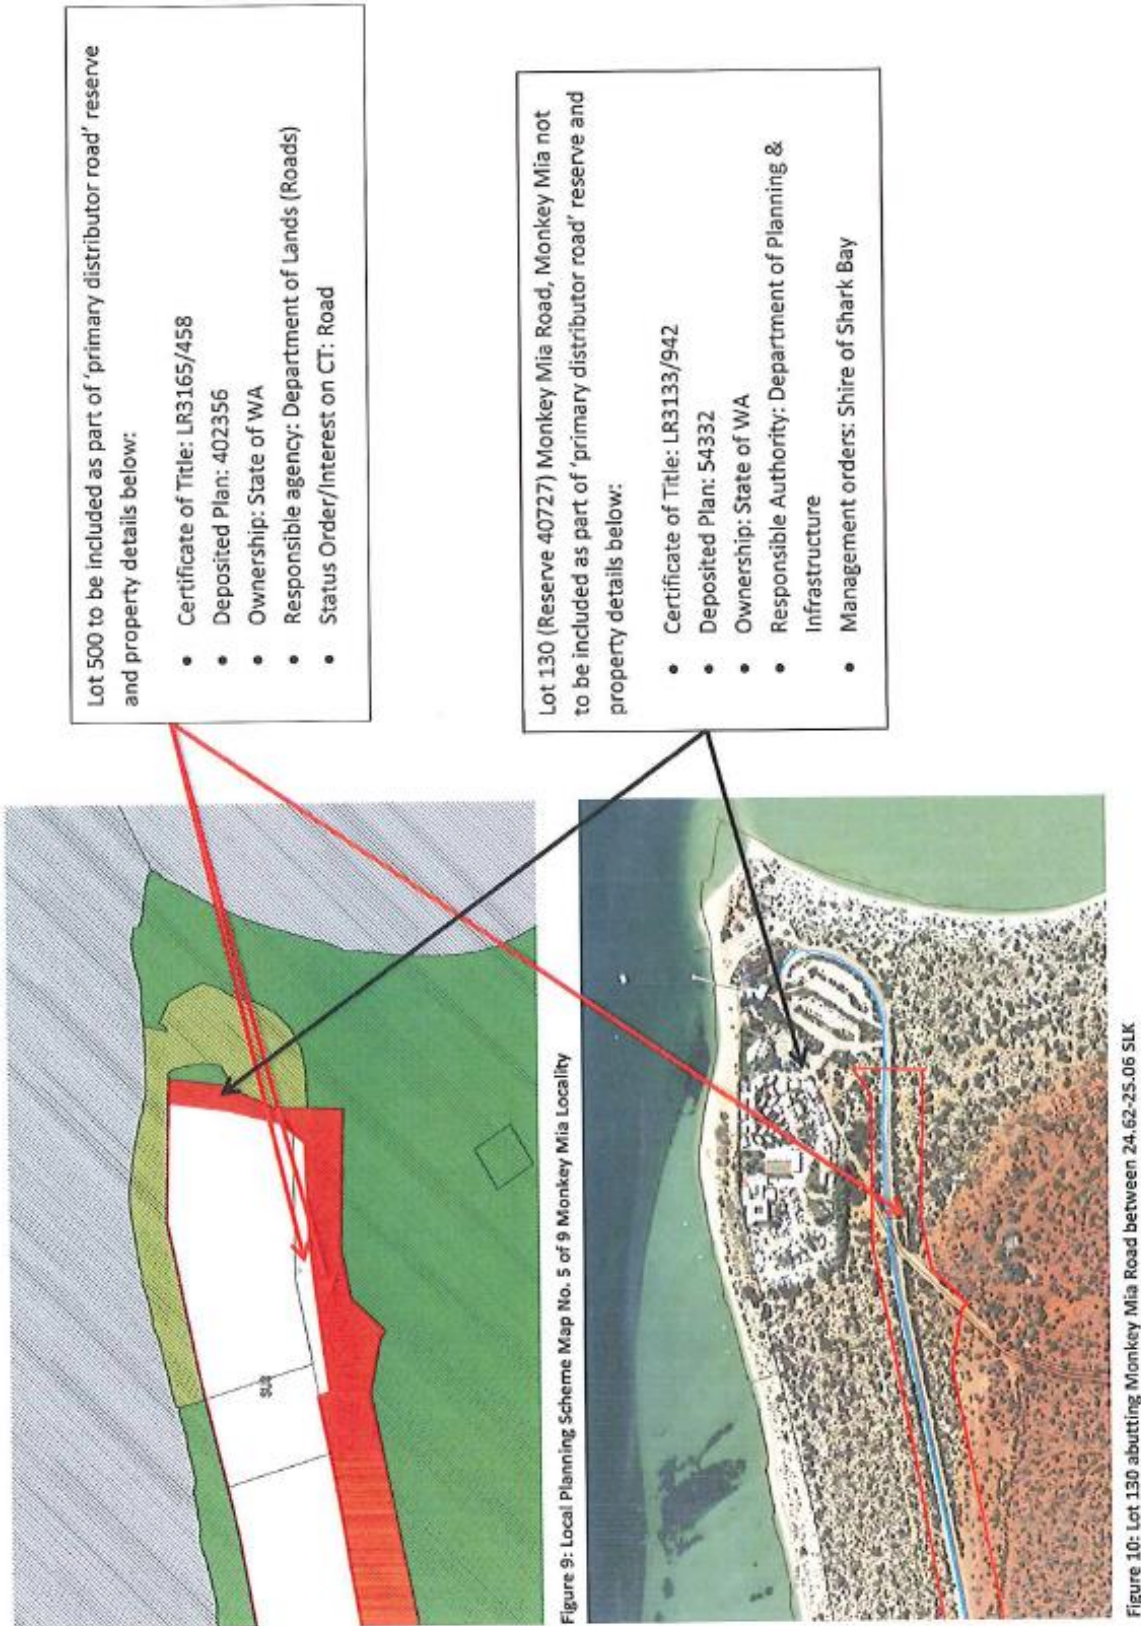 Lot 500 to be included as part of 'primary distributor road' reserve
and property details below:
• Certificate of Title: LR3165/458
• Deposited Plan: 402356
• Ownership: State of WA
• Responsible agency: Department of Lands (Roads)
• Status Order/Interest on CT: Road
Lot 130 (Reserve 40727) Monkey Mia Road, Monkey Mia not
to be included as part of 'primary distributor road' reserve and
property details below:
• Certificate of Title: LR3133/942
• Deposited Plan: 54332
• Ownership: State of WA
• Responsible Authority: Department of Planning &
Infrastructure
• Management orders: Shire of Shark Bay
Figure 9: Local Planning Scheme Map No. 5 of 9 Monkey Mia Locality
Figure 10: Lot 130 abutting Monkey Mia Road between 24.62-25.06 SLK